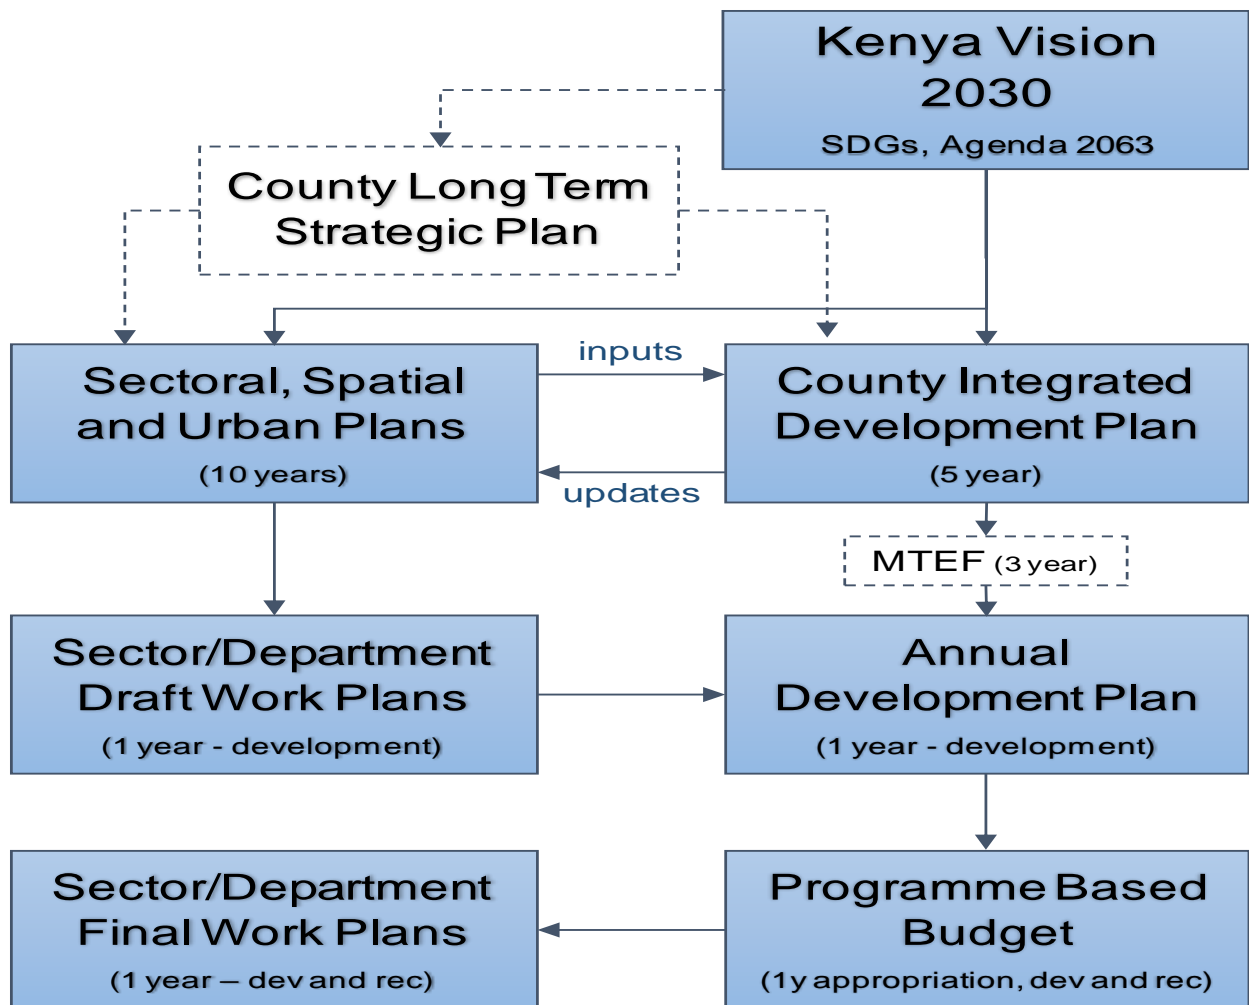 Kenya Vision
2030
SDGs, Agenda 2063
County Long Term
Strategic Plan
Sectoral, Spatial
and Urban Plans
(10 years)
inputs
updates
County Integrated
Development Plan
(5 year)
MTEF (3 year)
Sector/Department
Draft Work Plans
(1 year - development)
Annual
Development Plan
(1 year - development)
Sector/Department
Final Work Plans
(1 year – dev and rec)
Programme Based
Budget
(1y appropriation, dev and rec)